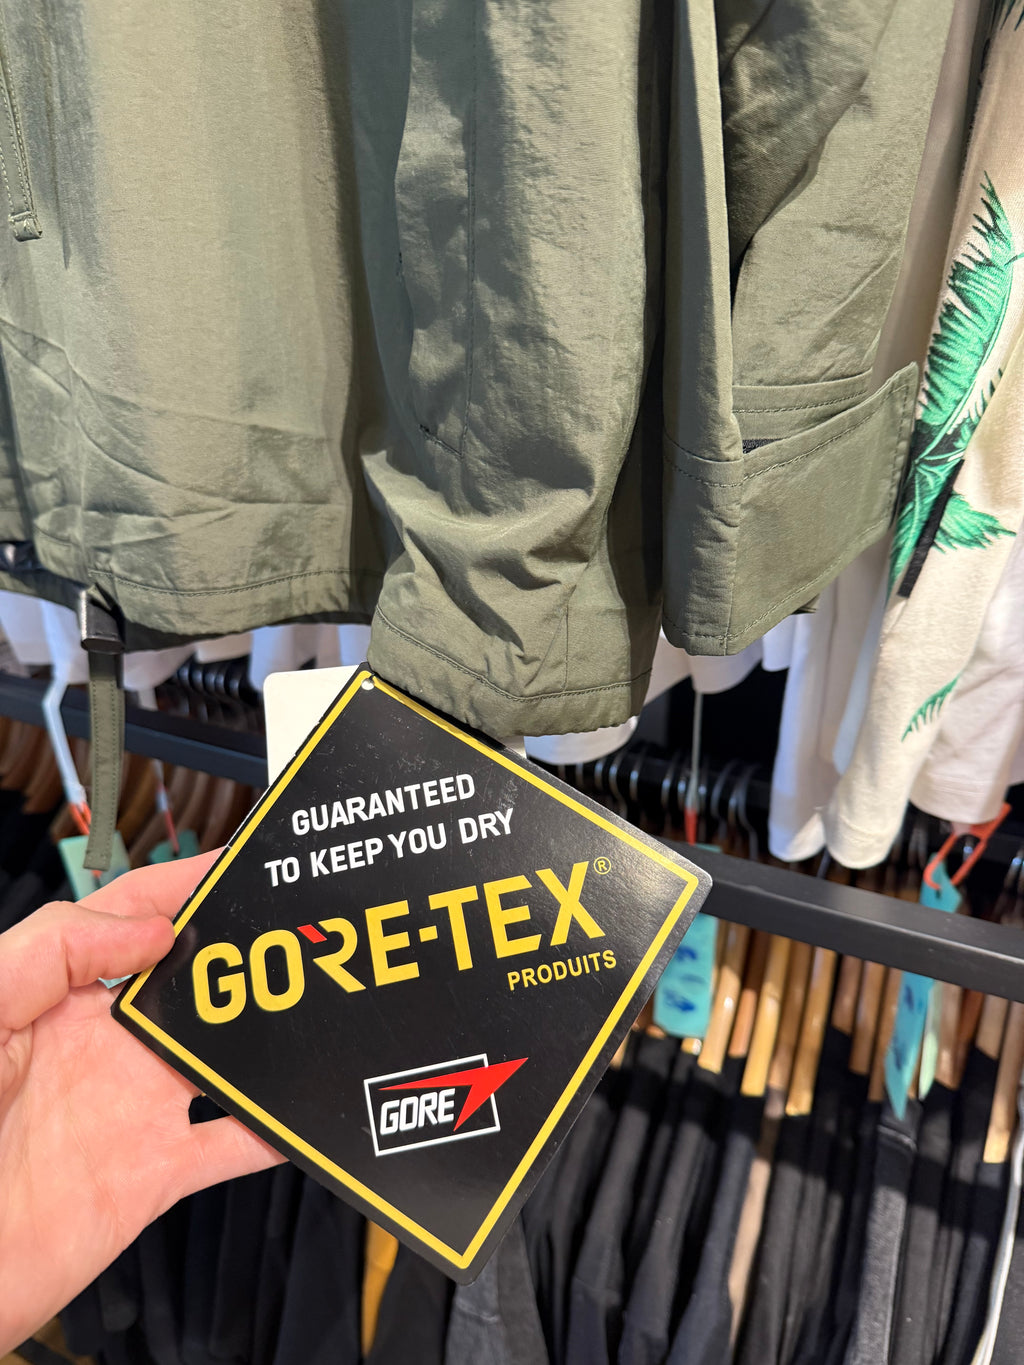 GUARANTEED
TO KEEP YOU DRY
GORE-TEX®
PRODUITS
GORE